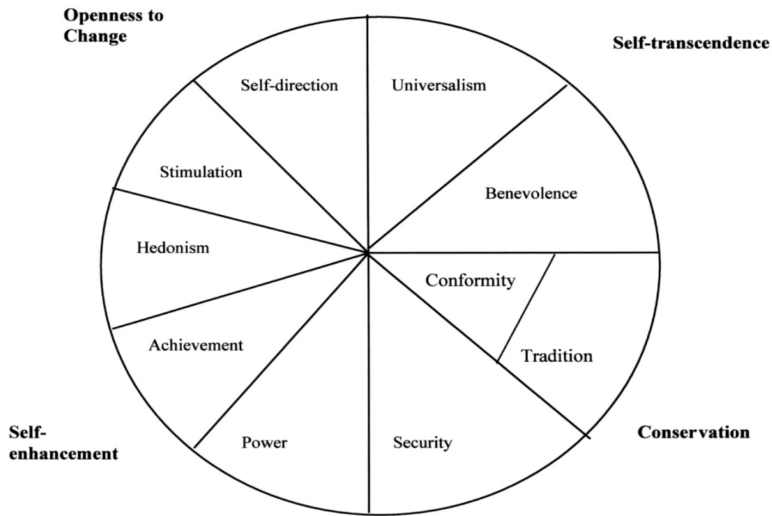 Openness to
Change
Self-transcendence
Self-direction
Universalism
Stimulation
Benevolence
Hedonism
Conformity
Achievement
Tradition
Self-
enhancement
Power
Security
Conservation